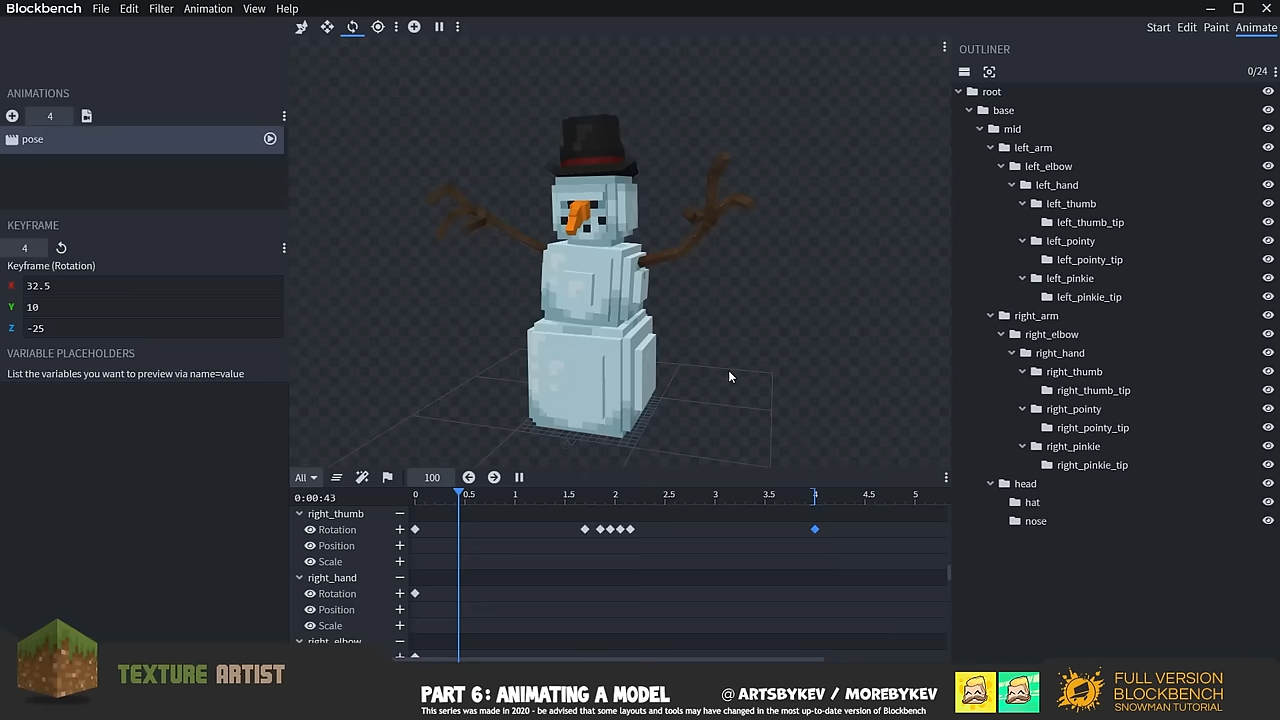 Blockbench File Edit Filter Animation View Help
Start Edit Paint Animate
ANIMATIONS
4
pose
KEYFRAME
4
Keyframe (Rotation)
X 32.5
Y 10
Z -25
VARIABLE PLACEHOLDERS
List the variables you want to preview via name=value
OUTLINER
0/24
root
base
mid
left_arm
left_elbow
left_hand
left_thumb
left_thumb_tip
left_pointy
left_pointy_tip
left_pinkie
left_pinkie_tip
right_arm
right_elbow
right_hand
right_thumb
right_thumb_tip
right_pointy
right_pointy_tip
right_pinkie
right_pinkie_tip
head
hat
nose
All 100
0:00:43 0 0.5 1 1.5 2 2.5 3 3.5 4 4.5 5
right_thumb
Rotation
Position
Scale
right_hand
Rotation
Position
Scale
right_elbow
TEXTURE ARTIST
PART 6: ANIMATING A MODEL @ARTSBYKEV / MOREBYKEV
This series was made in 2020 - be advised that some layouts and tools may have changed in the most up-to-date version of Blockbench
FULL VERSION
BLOCKBENCH
SNOWMAN TUTORIAL